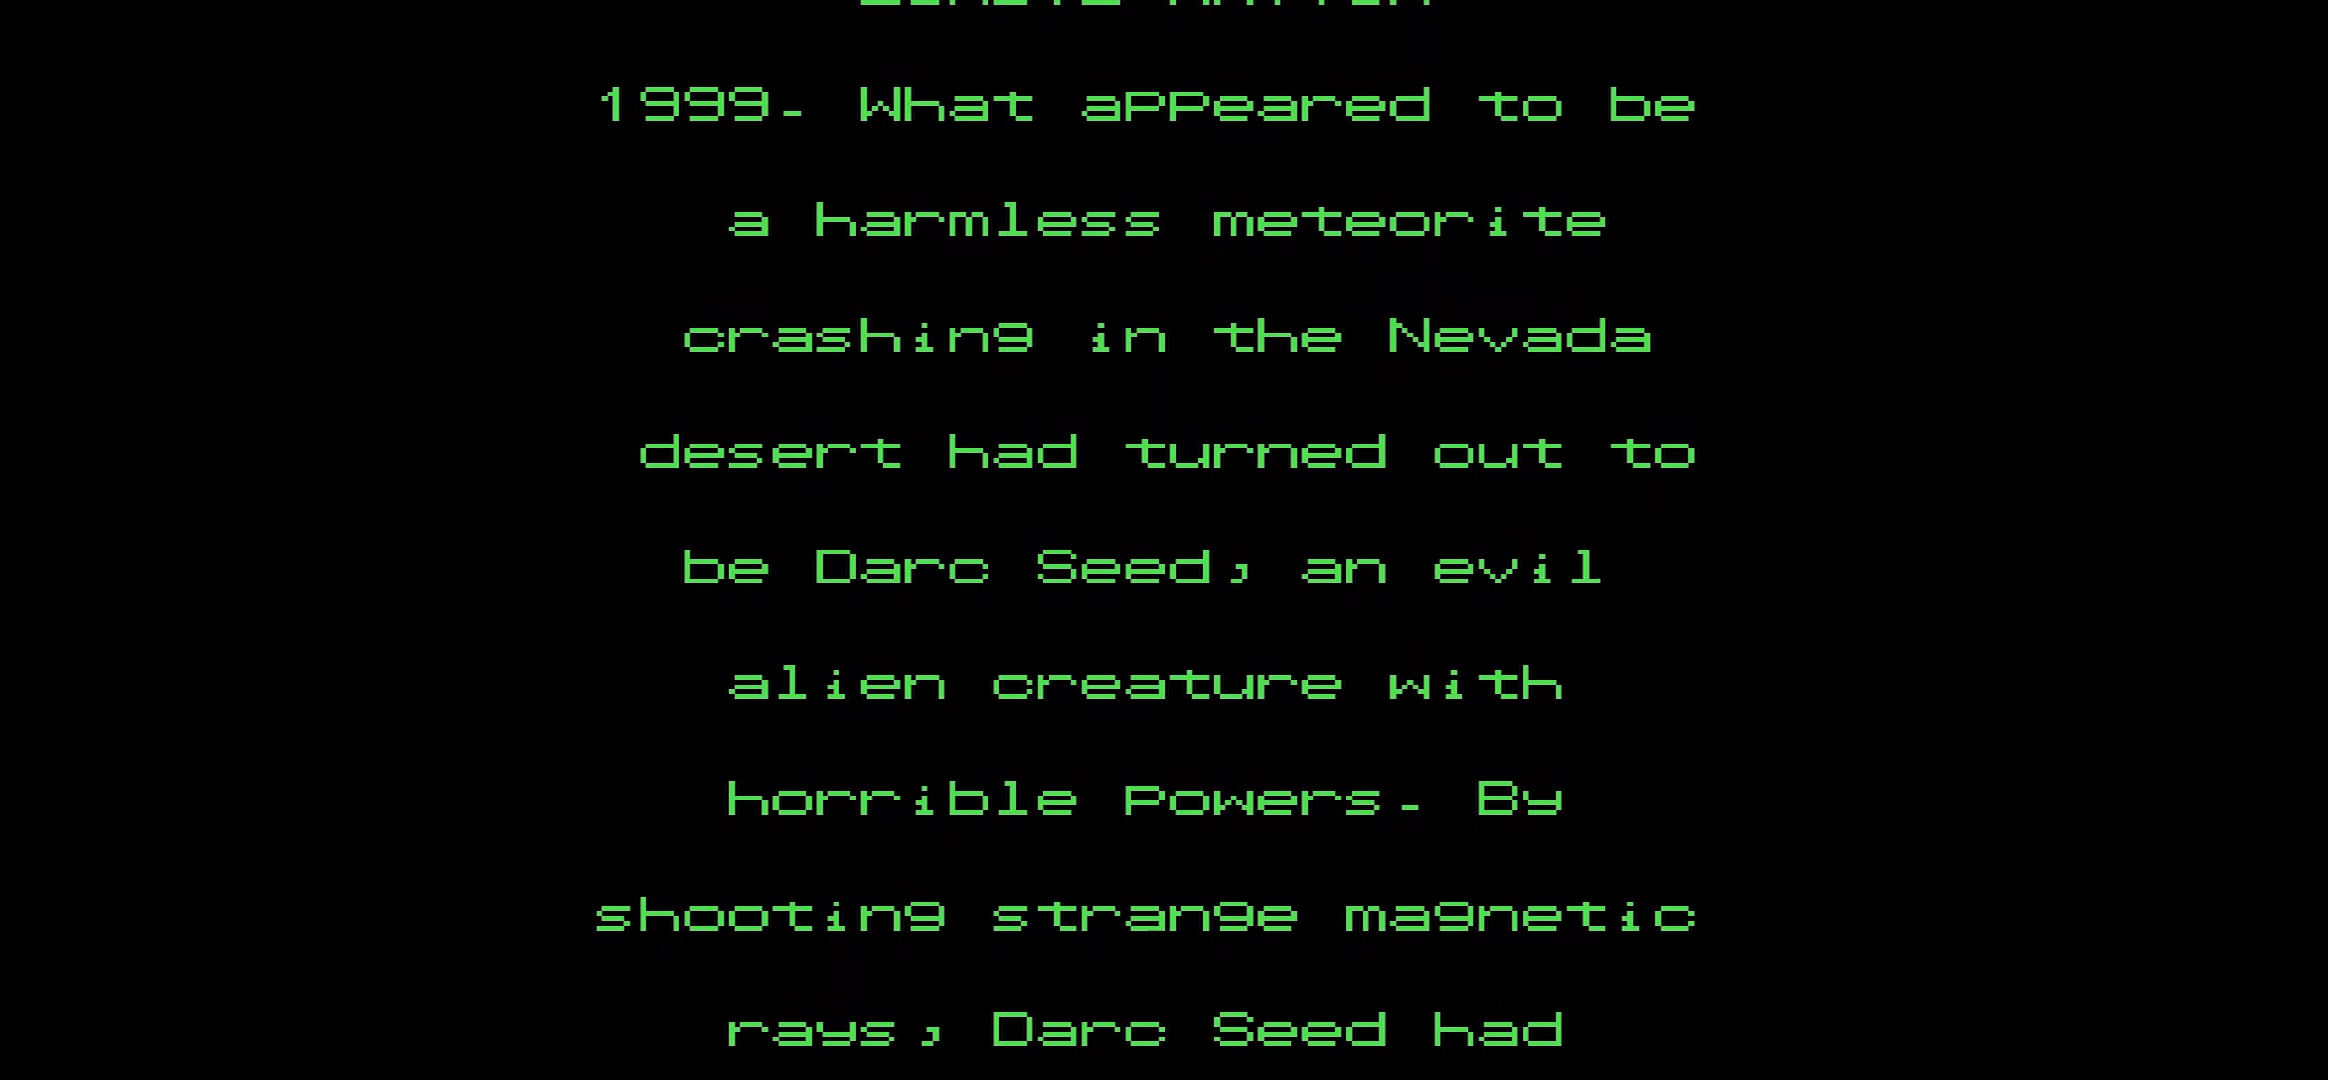 1999. What appeared to be
a harmless meteorite
crashing in the Nevada
desert had turned out to
be Darc Seed, an evil
alien creature with
horrible Powers. By
shooting strange magnetic
rays, Darc Seed had